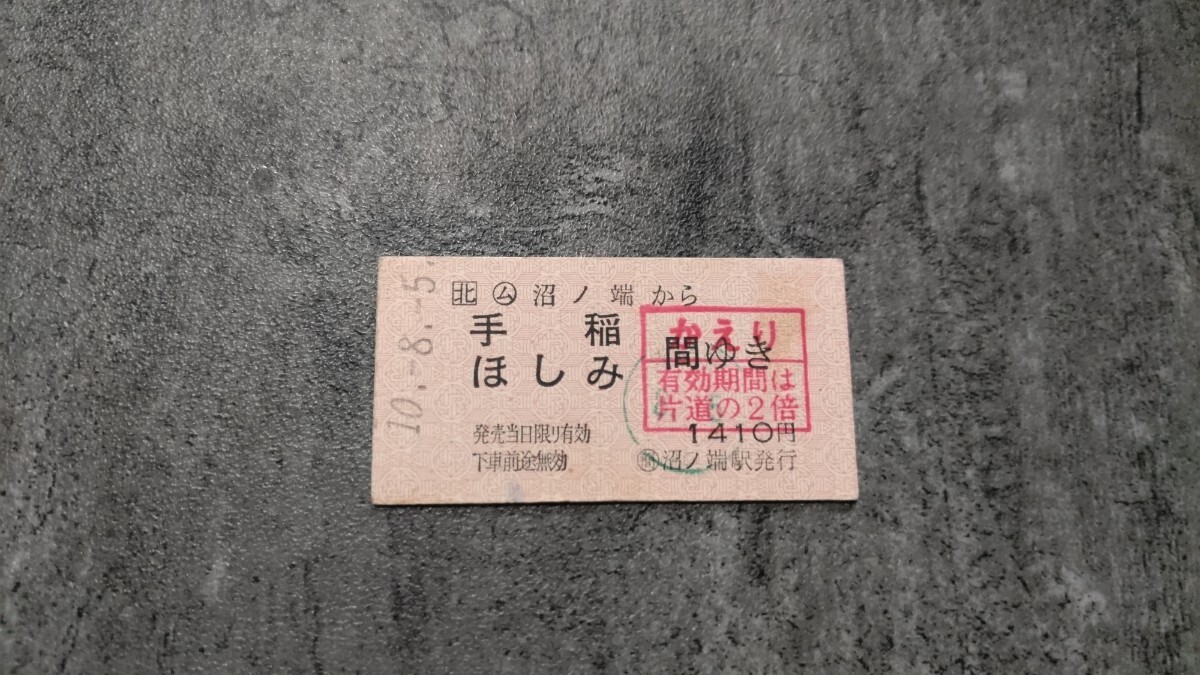 10.-8.-5.
北 ム 沼ノ端から
手稲
ほしみ 間ゆき
かえり
有効期間は
片道の2倍
発売当日限り有効 1410円
下車前途無効 沼ノ端駅発行